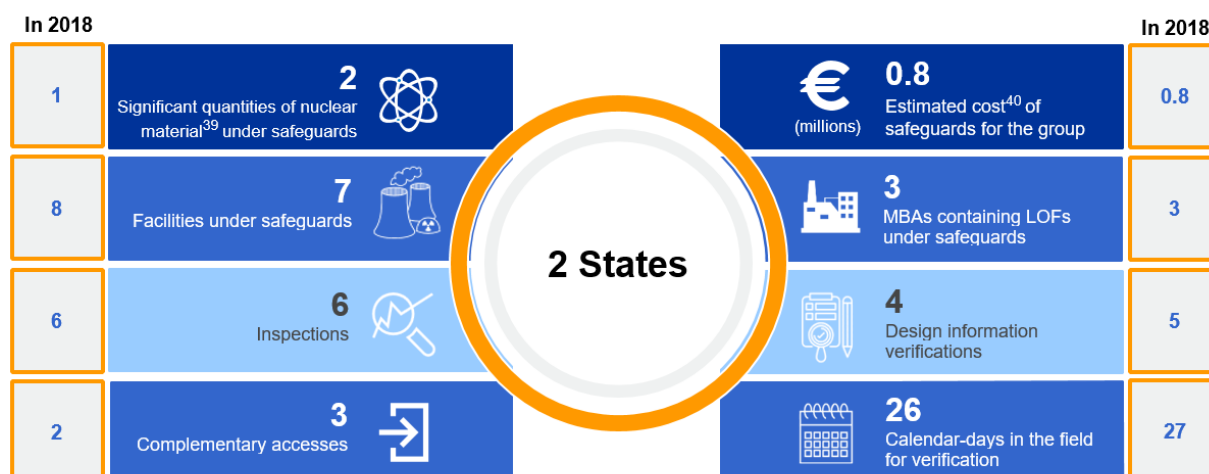 In 2018
In 2018
1
2
Significant quantities of nuclear
material39 under safeguards
€
(millions)
0.8
Estimated cost40 of
safeguards for the group
0.8
8
7
Facilities under safeguards
3
MBAs containing LOFs
under safeguards
3
2 States
6
6
Inspections
4
Design information
verifications
5
2
3
Complementary accesses
26
Calendar-days in the field
for verification
27